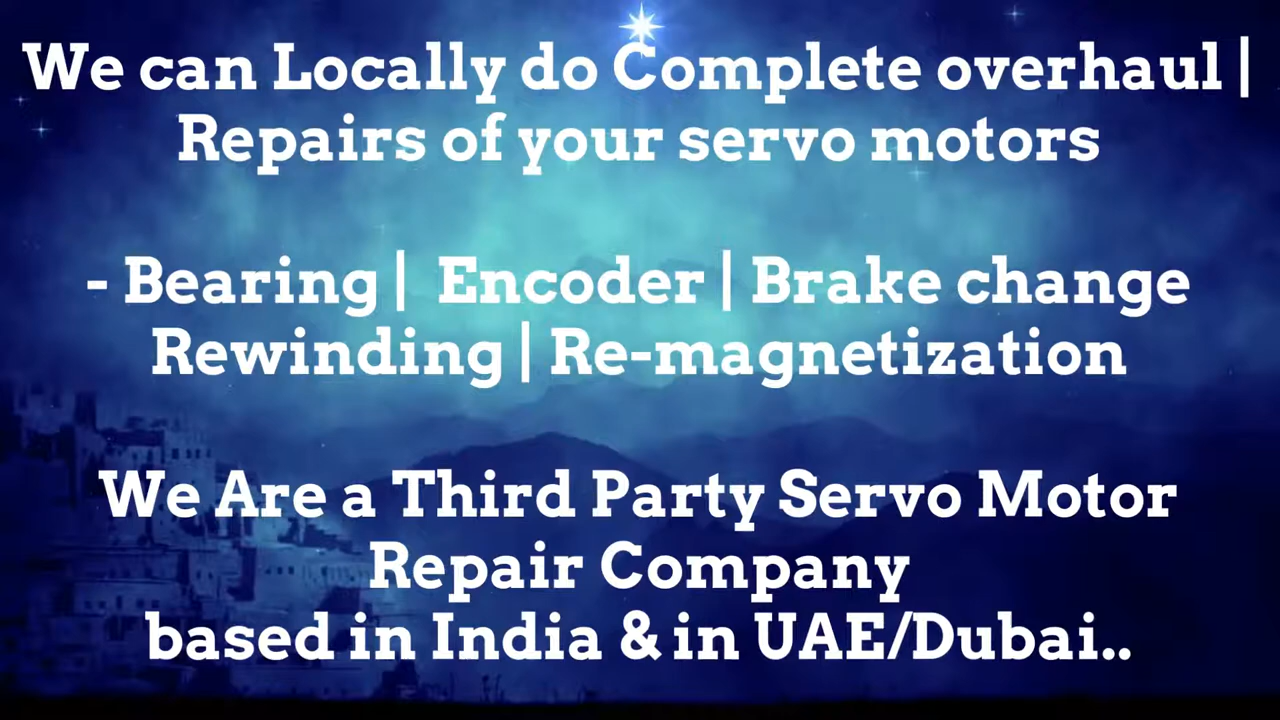 We can Locally do Complete overhaul |
Repairs of your servo motors
- Bearing | Encoder | Brake change
Rewinding | Re-magnetization
We Are a Third Party Servo Motor
Repair Company
based in India & in UAE/Dubai..